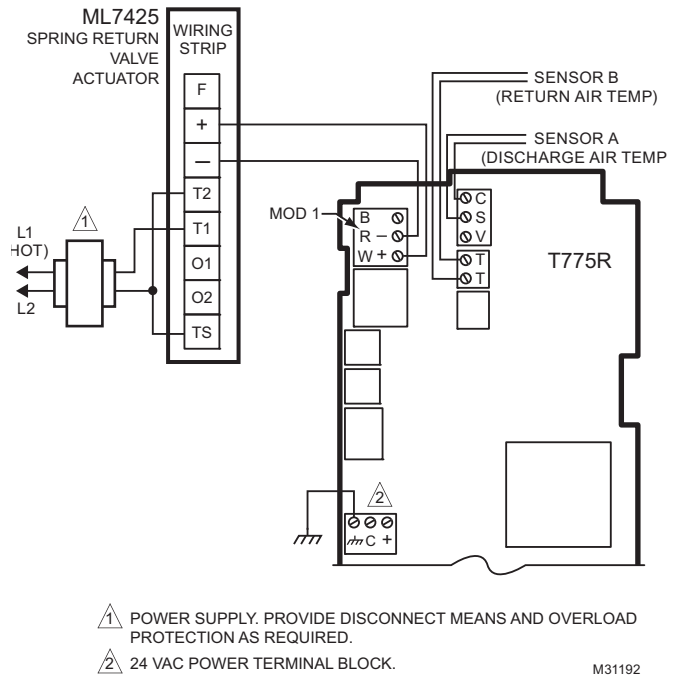 ML7425
SPRING RETURN
VALVE
ACTUATOR
WIRING
STRIP
F
+
–
T2
T1
O1
O2
TS
1
L1
HOT)
L2
SENSOR B
(RETURN AIR TEMP)
SENSOR A
(DISCHARGE AIR TEMP
MOD 1
B
R –
W +
C
S
V
T
T
T775R
2
C +
1 POWER SUPPLY. PROVIDE DISCONNECT MEANS AND OVERLOAD
PROTECTION AS REQUIRED.
2 24 VAC POWER TERMINAL BLOCK.
M31192